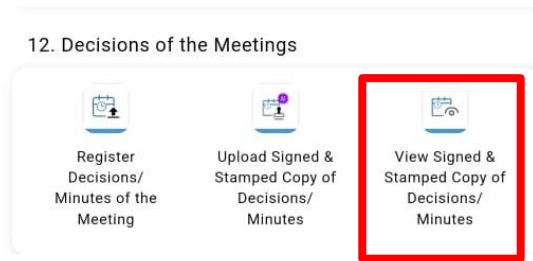 12. Decisions of the Meetings
Register
Decisions/
Minutes of the
Meeting
Upload Signed &
Stamped Copy of
Decisions/
Minutes
View Signed &
Stamped Copy of
Decisions/
Minutes